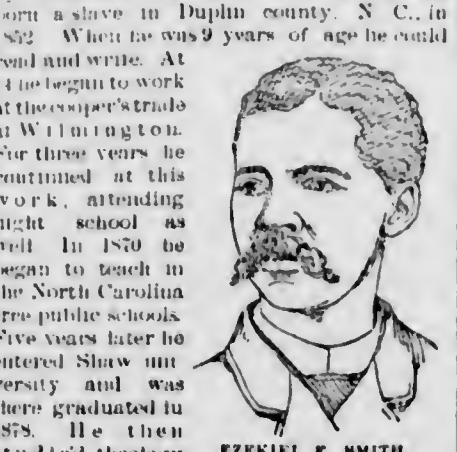 born a slave in Duplin county, N. C., in
1852 When he was 9 years of age he could
read and write. At
he began to work
at the cooper's trade
in Wilmington.
For three years he
continued at this
work, attending
night school as
well In 1870 he
began to teach in
the North Carolina
free public schools.
Five years later he
entered Shaw uni-
versity and was
there graduated in
1878. He then
studied theology
EZEKIEL E. SMITH